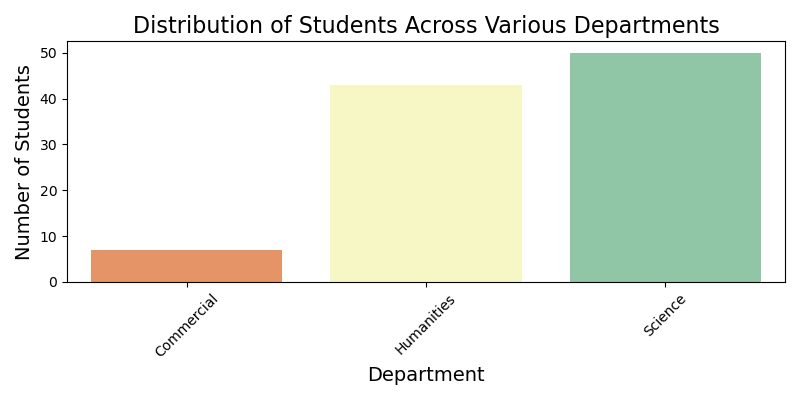 Distribution of Students Across Various Departments
Number of Students
50
40
30
20
10
0
Commercial
Humanities
Science
Department